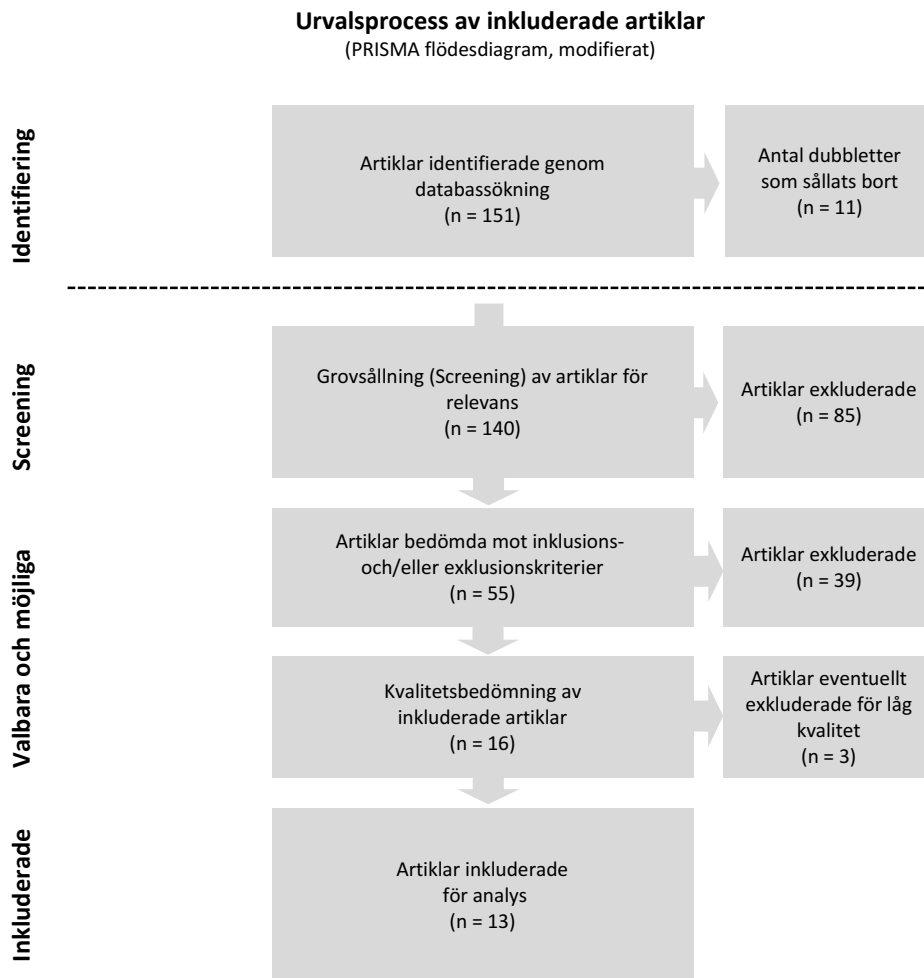 Urvalsprocess av inkluderade artiklar
(PRISMA flödesdiagram, modifierat)
Identifiering
Artiklar identifierade genom
databassökning
(n = 151)
Antal dubbletter
som sållats bort
(n = 11)
Screening
Grovsållning (Screening) av artiklar för
relevans
(n = 140)
Artiklar exkluderade
(n = 85)
Valbara och möjliga
Artiklar bedömda mot inklusions-
och/eller exklusionskriterier
(n = 55)
Artiklar exkluderade
(n = 39)
Kvalitetsbedömning av
inkluderade artiklar
(n = 16)
Artiklar eventuellt
exkluderade för låg
kvalitet
(n = 3)
Inkluderade
Artiklar inkluderade
för analys
(n = 13)